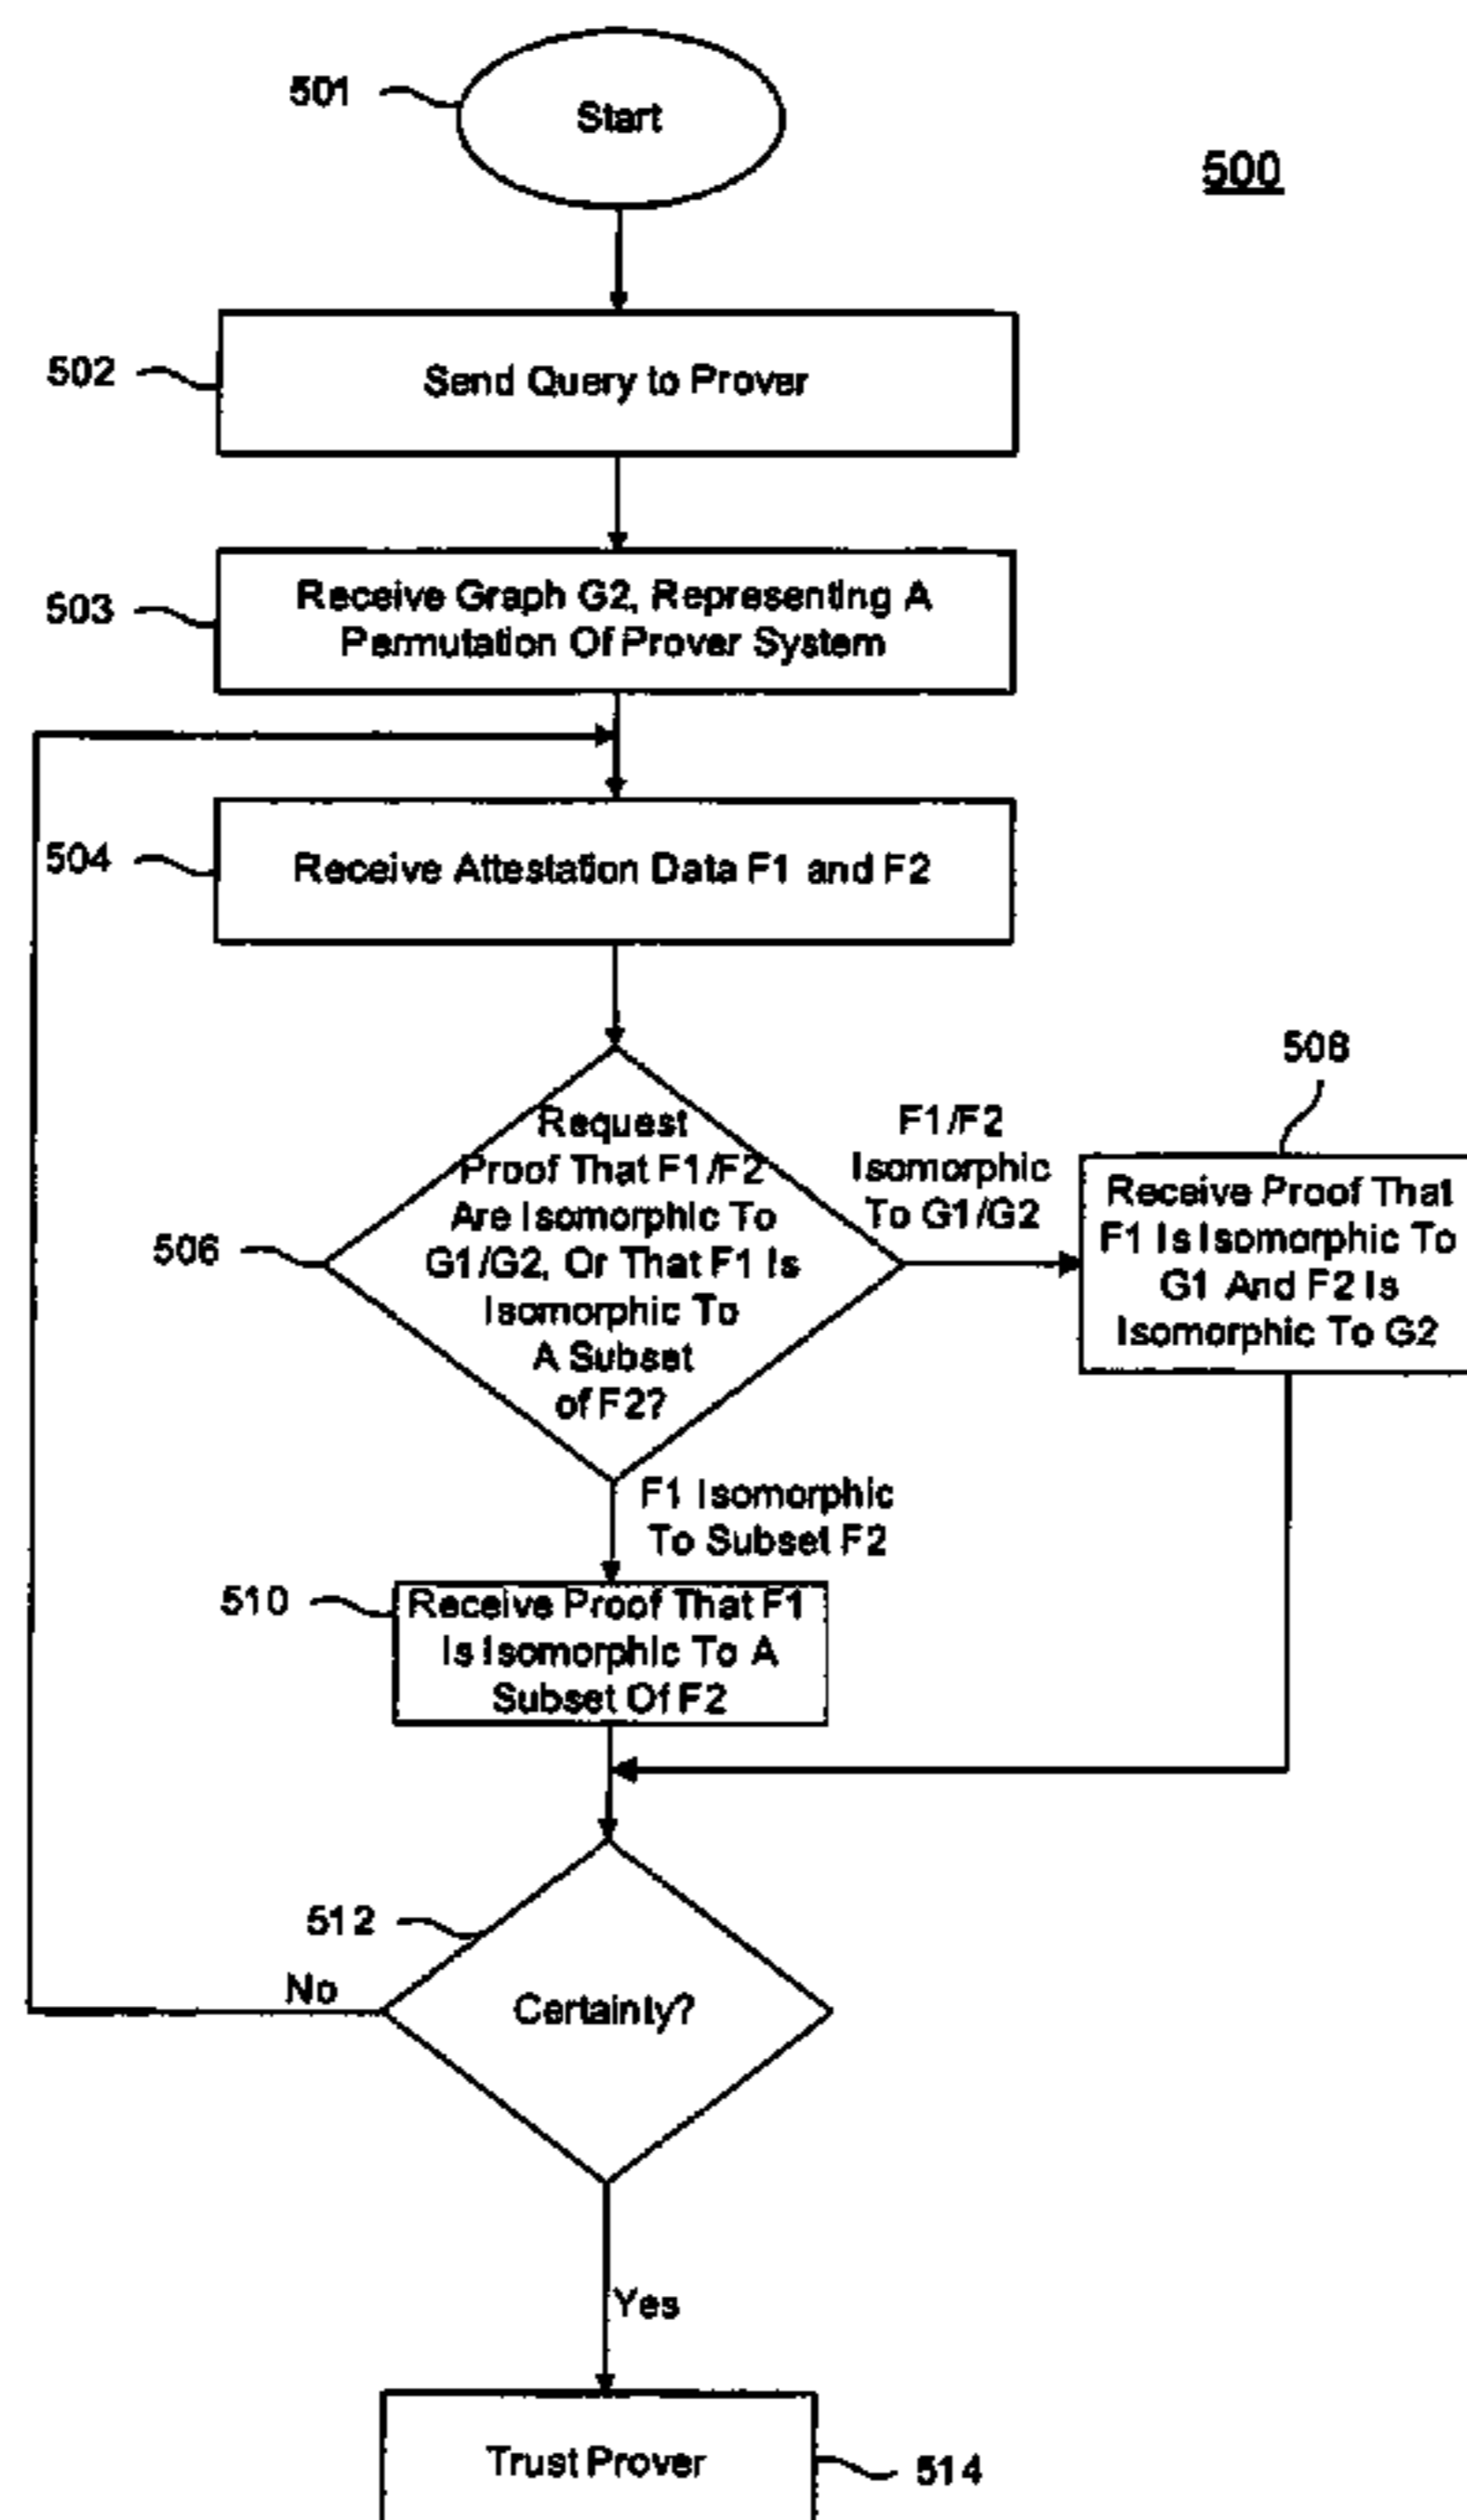 501
Start
500
502
Send Query to Prover
503
Receive Graph G2, Representing A
Permutation Of Prover System
504
Receive Attestation Data F1 and F2
506
Request
Proof That F1/F2
Are Isomorphic To
G1/G2, Or That F1 Is
Isomorphic To
A Subset
of F2?
F1/F2
Isomorphic
To G1/G2
508
Receive Proof That
F1 Is Isomorphic To
G1 And F2 Is
Isomorphic To G2
F1 Isomorphic
To Subset F2
510
Receive Proof That F1
Is Isomorphic To A
Subset Of F2
512
No
Certainty?
Yes
Trust Prover
514